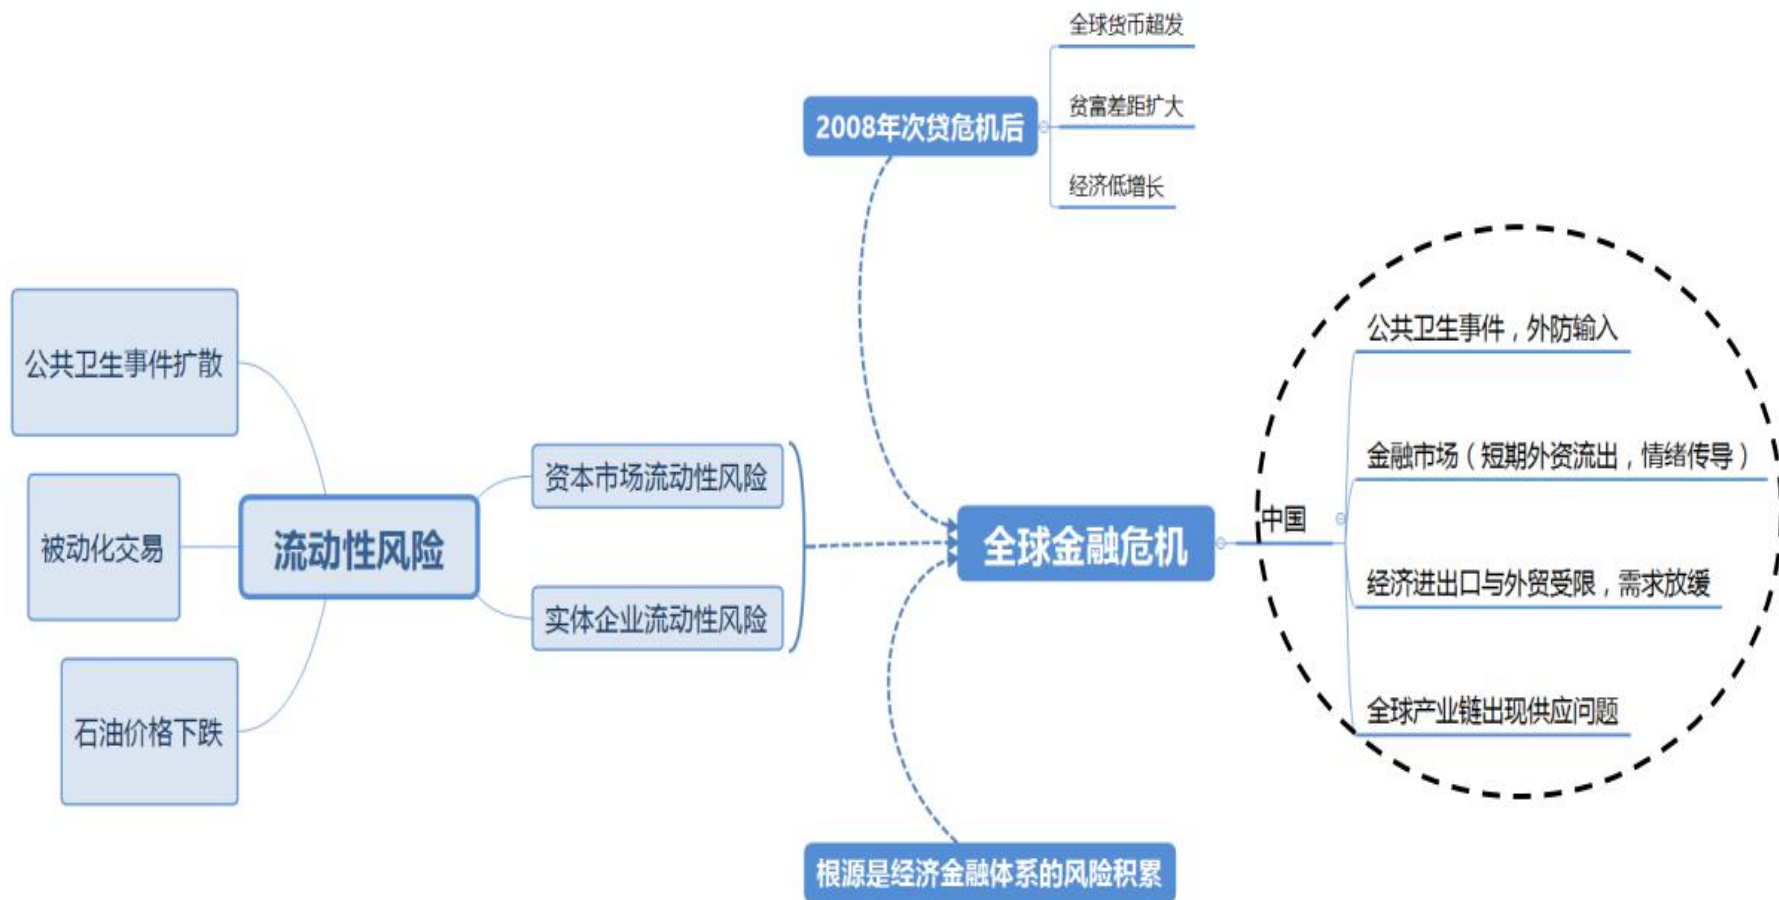 全球货币超发
贫富差距扩大
2008年次贷危机后
经济低增长
公共卫生事件扩散
被动化交易
石油价格下跌
流动性风险
资本市场流动性风险
实体企业流动性风险
全球金融危机
中国
公共卫生事件，外防输入
金融市场（短期外资流出，情绪传导）
经济进出口与外贸受限，需求放缓
全球产业链出现供应问题
根源是经济金融体系的风险积累